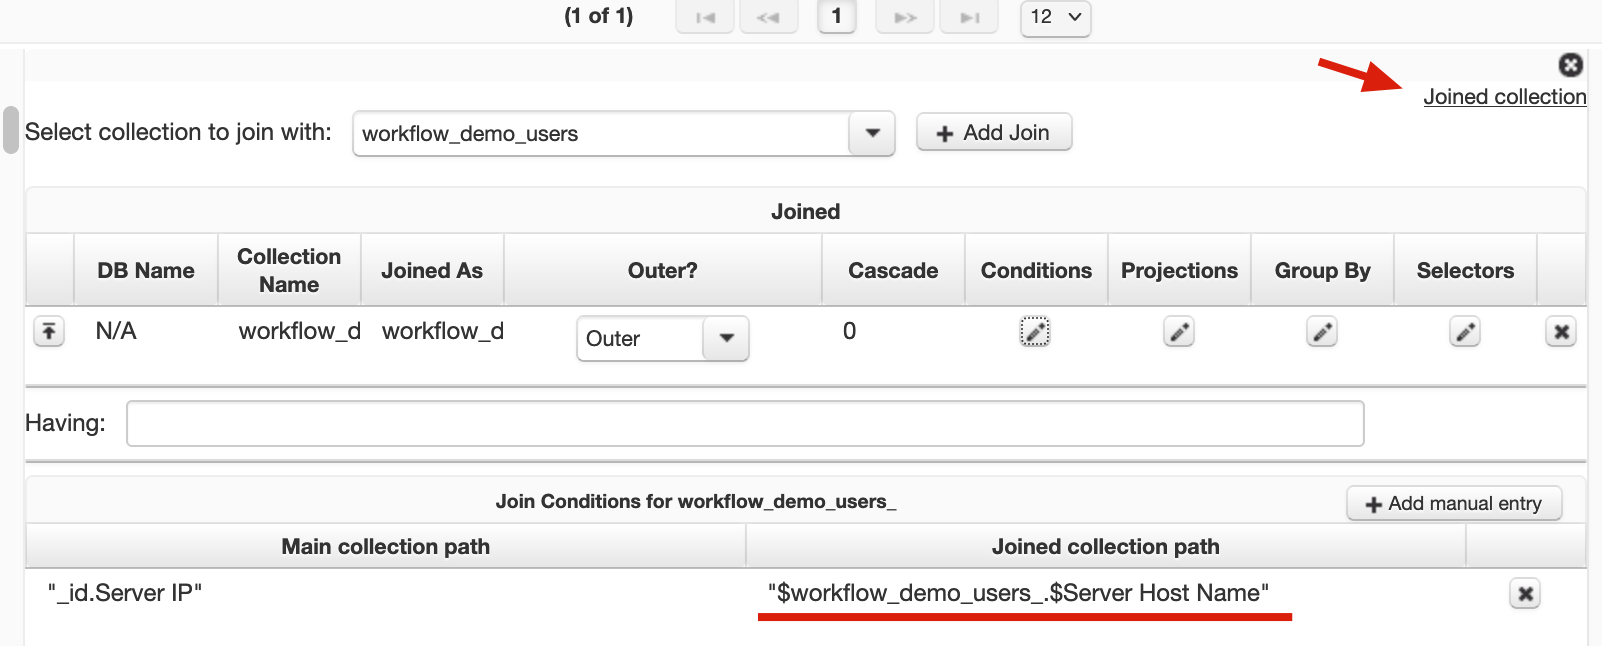 (1 of 1) 1 12
Joined collection
Select collection to join with: workflow_demo_users Add Join
Joined
DB Name Collection Name Joined As Outer? Cascade Conditions Projections Group By Selectors
N/A workflow_d workflow_d Outer 0
Having:
Join Conditions for workflow_demo_users_ Add manual entry
Main collection path Joined collection path
"_id.Server IP" "$workflow_demo_users_.$Server Host Name"